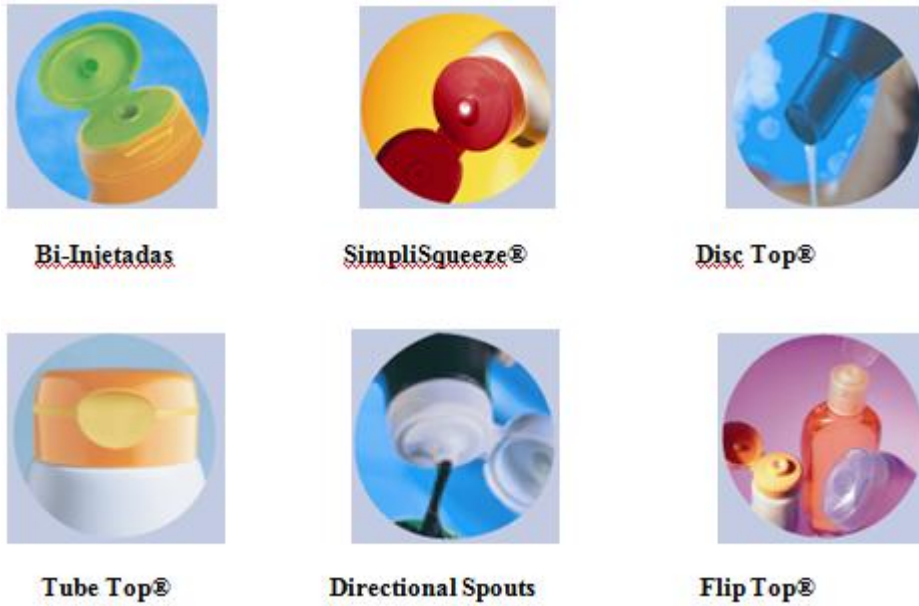 Bi-Injetadas
SimpliSqueeze®
Disc Top®
Tube Top®
Directional Spouts
Flip Top®